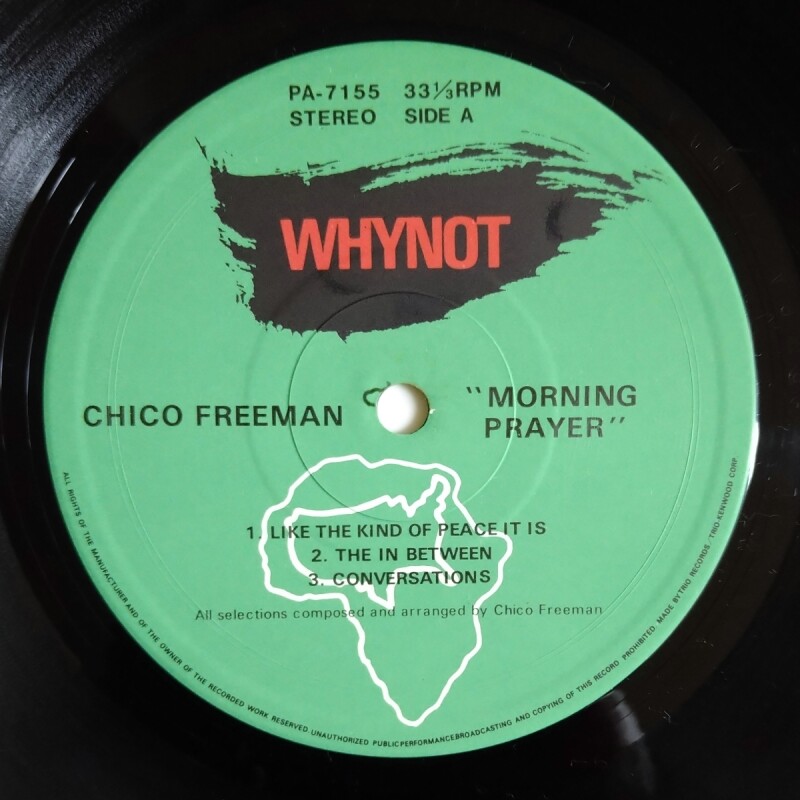 PA-7155 33⅓RPM
STEREO SIDE A
WHYNOT
CHICO FREEMAN
"MORNING
PRAYER"
1. LIKE THE KIND OF PEACE IT IS
2. THE IN BETWEEN
3. CONVERSATIONS
All selections composed and arranged by Chico Freeman
ALL RIGHTS OF THE MANUFACTURER AND OF THE OWNER OF THE RECORDED WORK RESERVED. UNAUTHORIZED PUBLIC PERFORMANCE BROADCASTING AND COPYING OF THIS RECORD PROHIBITED. MADE BY TRIO RECORDS, TRIO-KENWOOD CORP.